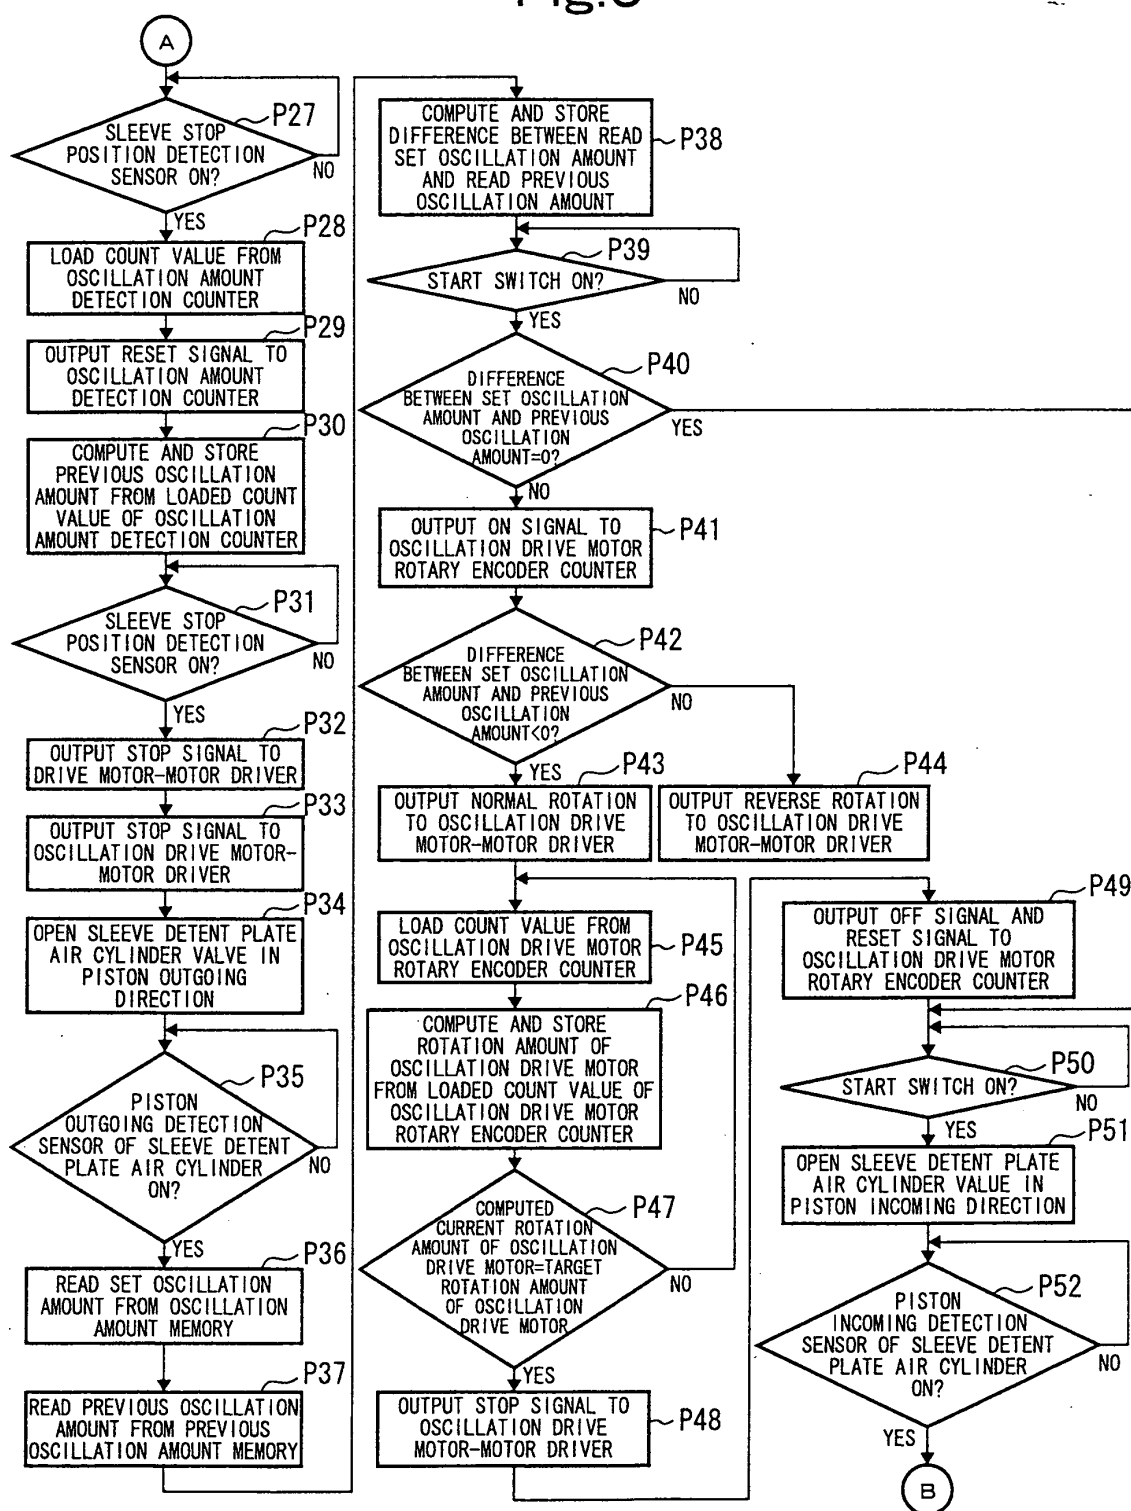 A
P27
SLEEVE STOP
POSITION DETECTION
SENSOR ON?
NO
YES
P28
LOAD COUNT VALUE FROM
OSCILLATION AMOUNT
DETECTION COUNTER
P29
OUTPUT RESET SIGNAL TO
OSCILLATION AMOUNT
DETECTION COUNTER
P30
COMPUTE AND STORE
PREVIOUS OSCILLATION
AMOUNT FROM LOADED COUNT
VALUE OF OSCILLATION
AMOUNT DETECTION COUNTER
P31
SLEEVE STOP
POSITION DETECTION
SENSOR ON?
NO
YES
P32
OUTPUT STOP SIGNAL TO
DRIVE MOTOR-MOTOR DRIVER
P33
OUTPUT STOP SIGNAL TO
OSCILLATION DRIVE MOTOR-
MOTOR DRIVER
P34
OPEN SLEEVE DETENT PLATE
AIR CYLINDER VALVE IN
PISTON OUTGOING
DIRECTION
P35
PISTON
OUTGOING DETECTION
SENSOR OF SLEEVE DETENT
PLATE AIR CYLINDER
ON?
NO
YES
P36
READ SET OSCILLATION
AMOUNT FROM OSCILLATION
AMOUNT MEMORY
P37
READ PREVIOUS OSCILLATION
AMOUNT FROM PREVIOUS
OSCILLATION AMOUNT MEMORY
COMPUTE AND STORE
DIFFERENCE BETWEEN READ
SET OSCILLATION AMOUNT
AND READ PREVIOUS
OSCILLATION AMOUNT
P38
P39
START SWITCH ON?
NO
YES
P40
DIFFERENCE
BETWEEN SET OSCILLATION
AMOUNT AND PREVIOUS
OSCILLATION
AMOUNT=0?
YES
NO
OUTPUT ON SIGNAL TO
OSCILLATION DRIVE MOTOR
ROTARY ENCODER COUNTER
P41
P42
DIFFERENCE
BETWEEN SET OSCILLATION
AMOUNT AND PREVIOUS
OSCILLATION
AMOUNT<0?
NO
YES
P43
OUTPUT NORMAL ROTATION
TO OSCILLATION DRIVE
MOTOR-MOTOR DRIVER
P44
OUTPUT REVERSE ROTATION
TO OSCILLATION DRIVE
MOTOR-MOTOR DRIVER
LOAD COUNT VALUE FROM
OSCILLATION DRIVE MOTOR
ROTARY ENCODER COUNTER
P45
P46
COMPUTE AND STORE
ROTATION AMOUNT OF
OSCILLATION DRIVE MOTOR
FROM LOADED COUNT VALUE OF
OSCILLATION DRIVE MOTOR
ROTARY ENCODER COUNTER
P47
COMPUTED
CURRENT ROTATION
AMOUNT OF OSCILLATION
DRIVE MOTOR=TARGET
ROTATION AMOUNT
OF OSCILLATION
DRIVE MOTOR
NO
YES
OUTPUT STOP SIGNAL TO
OSCILLATION DRIVE
MOTOR-MOTOR DRIVER
P48
P49
OUTPUT OFF SIGNAL AND
RESET SIGNAL TO
OSCILLATION DRIVE MOTOR
ROTARY ENCODER COUNTER
P50
START SWITCH ON?
NO
YES
P51
OPEN SLEEVE DETENT PLATE
AIR CYLINDER VALUE IN
PISTON INCOMING DIRECTION
P52
PISTON
INCOMING DETECTION
SENSOR OF SLEEVE DETENT
PLATE AIR CYLINDER
ON?
NO
YES
B